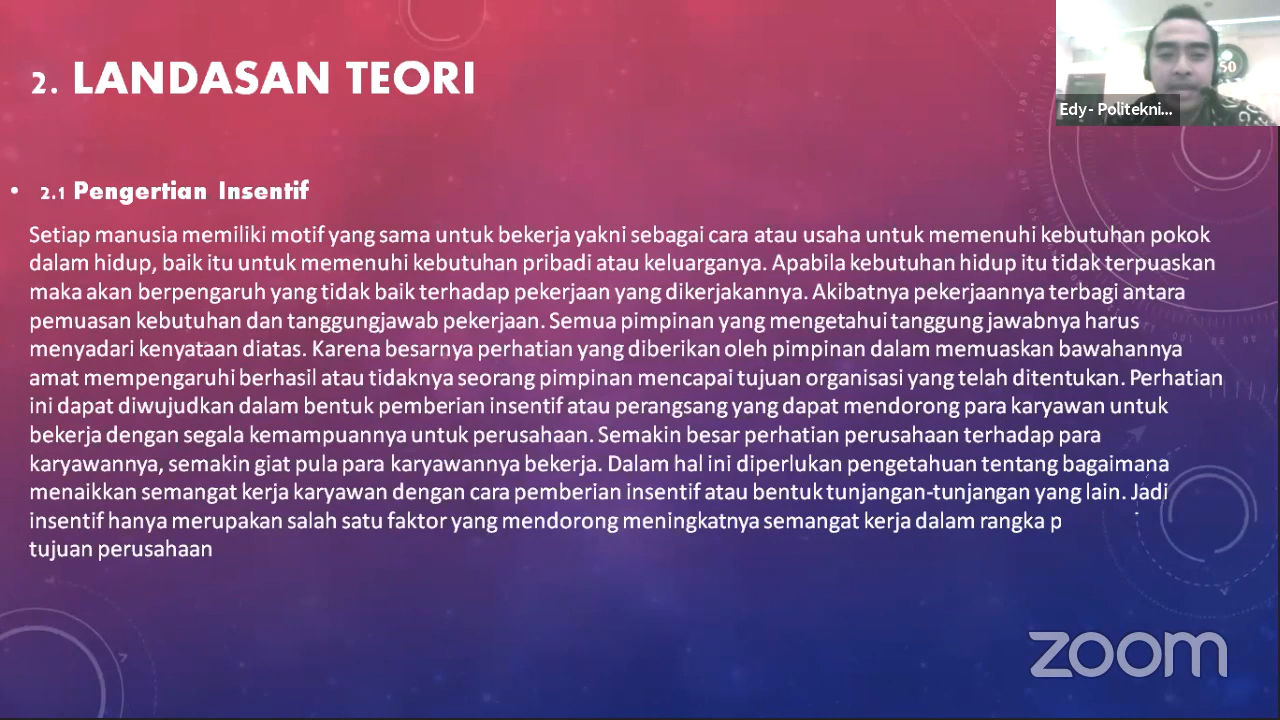 2. LANDASAN TEORI
50
Edy- Politekni...
• 2.1 Pengertian Insentif
Setiap manusia memiliki motif yang sama untuk bekerja yakni sebagai cara atau usaha untuk memenuhi kebutuhan pokok
dalam hidup, baik itu untuk memenuhi kebutuhan pribadi atau keluarganya. Apabila kebutuhan hidup itu tidak terpuaskan
maka akan berpengaruh yang tidak baik terhadap pekerjaan yang dikerjakannya. Akibatnya pekerjaannya terbagi antara
pemuasan kebutuhan dan tanggungjawab pekerjaan. Semua pimpinan yang mengetahui tanggung jawabnya harus
menyadari kenyataan diatas. Karena besarnya perhatian yang diberikan oleh pimpinan dalam memuaskan bawahannya
amat mempengaruhi berhasil atau tidaknya seorang pimpinan mencapai tujuan organisasi yang telah ditentukan. Perhatian
ini dapat diwujudkan dalam bentuk pemberian insentif atau perangsang yang dapat mendorong para karyawan untuk
bekerja dengan segala kemampuannya untuk perusahaan. Semakin besar perhatian perusahaan terhadap para
karyawannya, semakin giat pula para karyawannya bekerja. Dalam hal ini diperlukan pengetahuan tentang bagaimana
menaikkan semangat kerja karyawan dengan cara pemberian insentif atau bentuk tunjangan-tunjangan yang lain. Jadi
insentif hanya merupakan salah satu faktor yang mendorong meningkatnya semangat kerja dalam rangka p
tujuan perusahaan
zoom